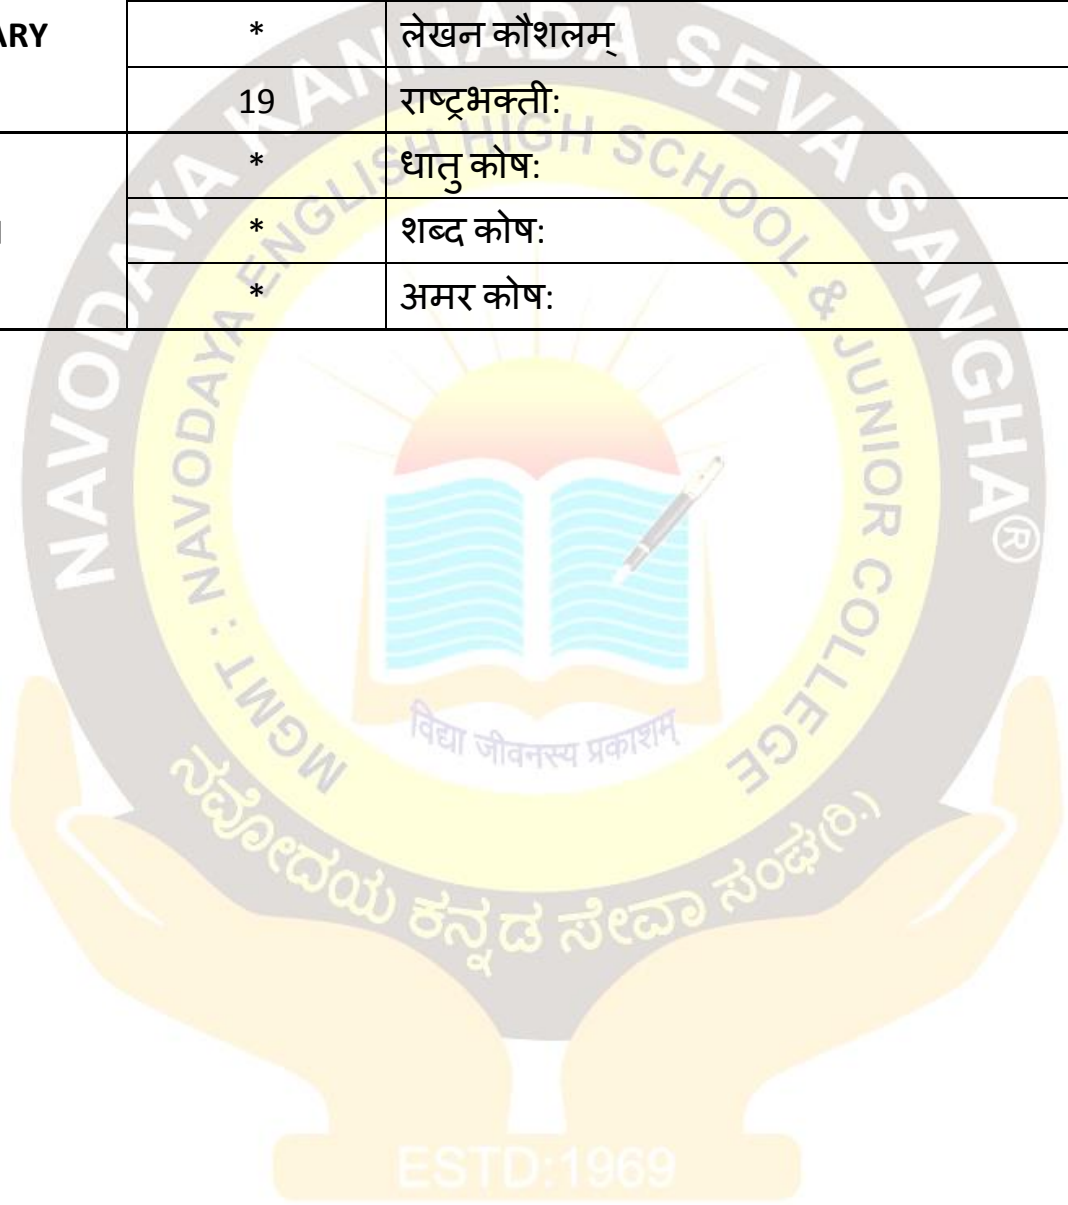 ARY * लेखन कौशलम्
19 राष्ट्रभक्ती:
* धातु कोष:
* शब्द कोष:
* अमर कोष:
NAVODAYA KANNADA SEVA SANGHA®
MGMT : NAVODAYA ENGLISH HIGH SCHOOL & JUNIOR COLLEGE
विद्या जीवनस्य प्रकाशम्
ನವೋದಯ ಕನ್ನಡ ಸೇವಾ ಸಂಘ(ರಿ.)
ESTD:1969